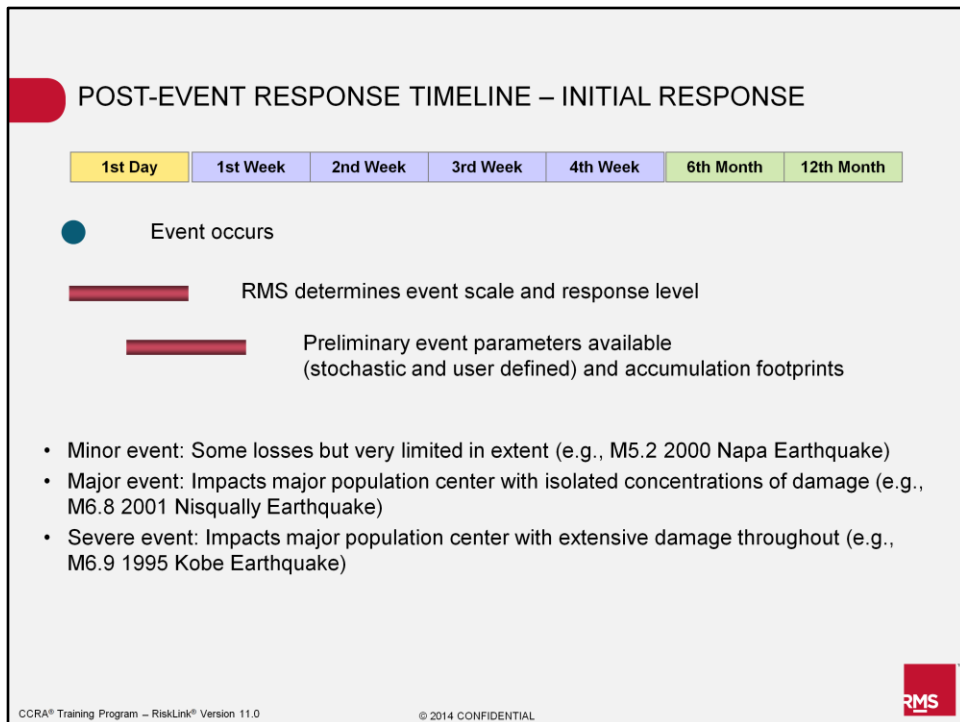 POST-EVENT RESPONSE TIMELINE – INITIAL RESPONSE
1st Day 1st Week 2nd Week 3rd Week 4th Week 6th Month 12th Month
Event occurs
RMS determines event scale and response level
Preliminary event parameters available
(stochastic and user defined) and accumulation footprints
• Minor event: Some losses but very limited in extent (e.g., M5.2 2000 Napa Earthquake)
• Major event: Impacts major population center with isolated concentrations of damage (e.g.,
M6.8 2001 Nisqually Earthquake)
• Severe event: Impacts major population center with extensive damage throughout (e.g.,
M6.9 1995 Kobe Earthquake)
RMS
CCRA® Training Program – RiskLink® Version 11.0 © 2014 CONFIDENTIAL